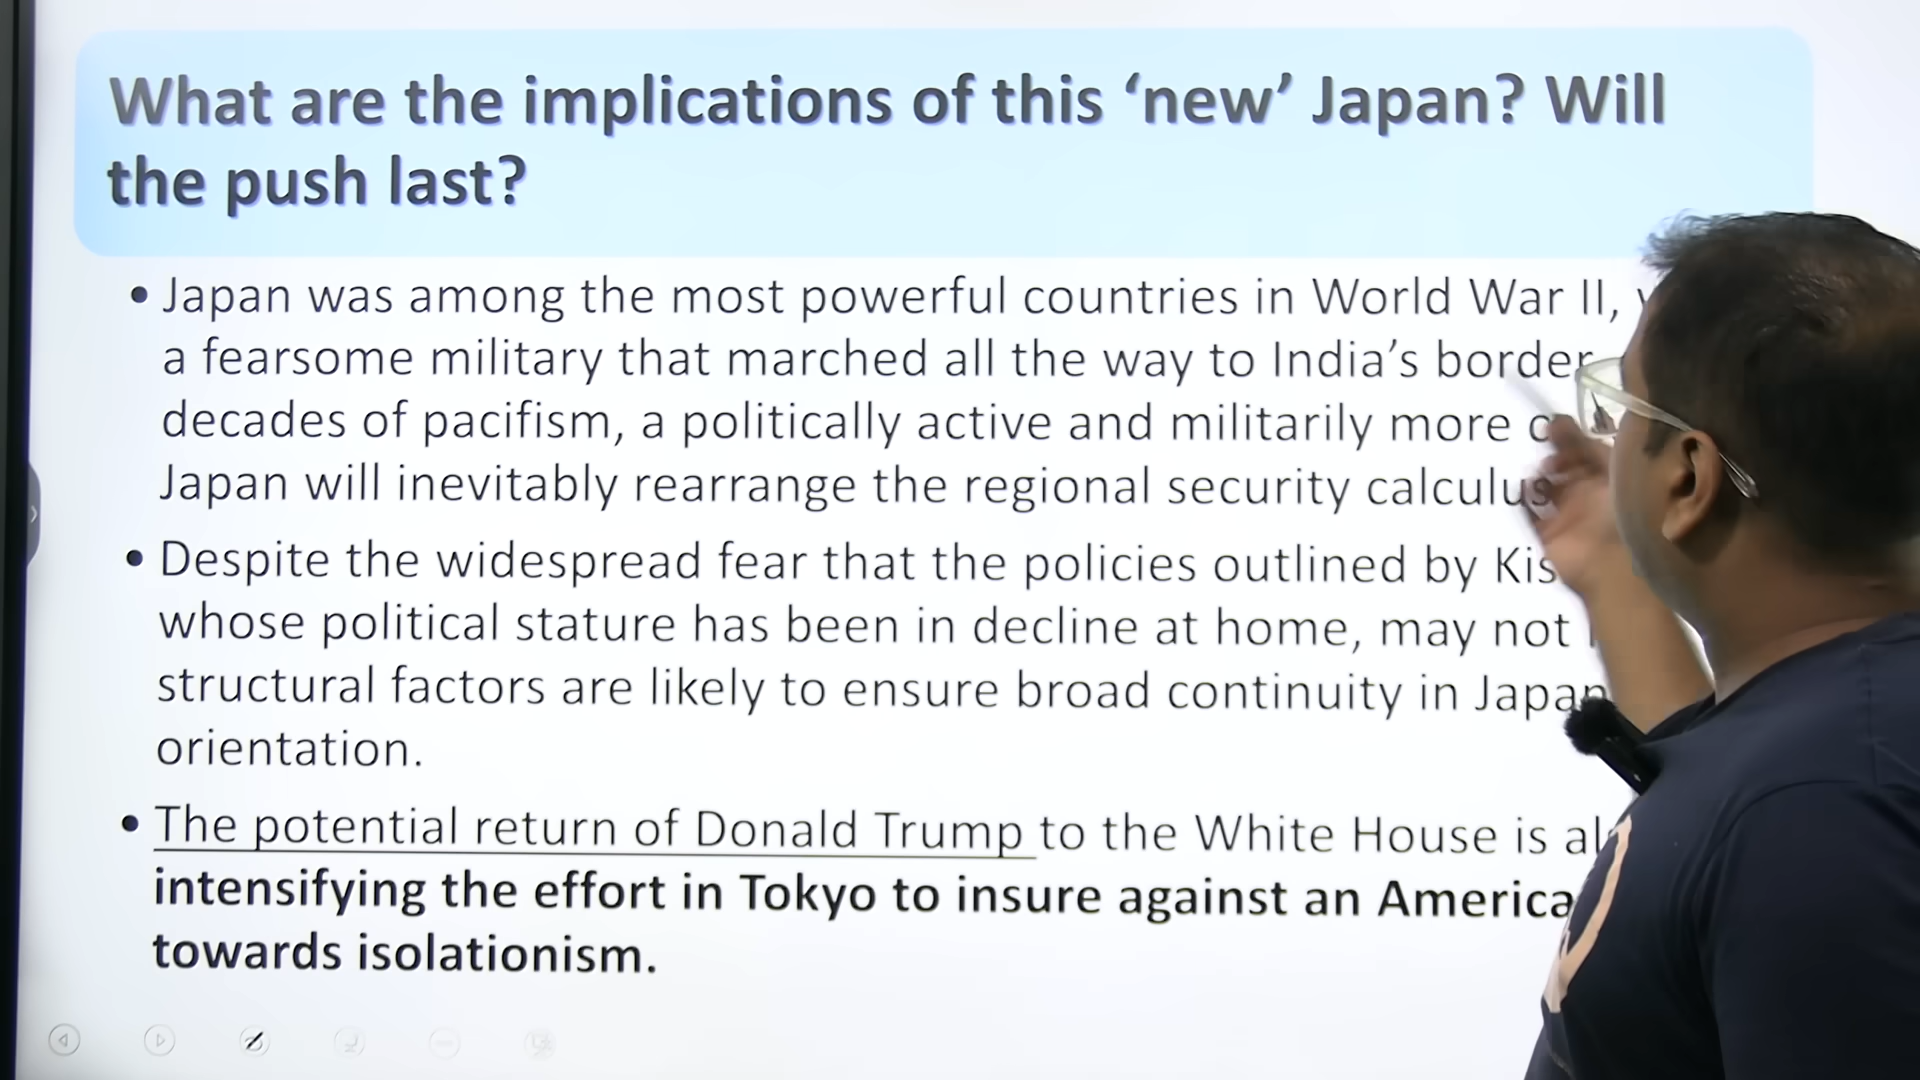 What are the implications of this ‘new’ Japan? Will
the push last?
• Japan was among the most powerful countries in World War II,
a fearsome military that marched all the way to India’s border
decades of pacifism, a politically active and militarily more
Japan will inevitably rearrange the regional security calculus
• Despite the widespread fear that the policies outlined by
whose political stature has been in decline at home, may not
structural factors are likely to ensure broad continuity in
orientation.
• The potential return of Donald Trump to the White House is
intensifying the effort in Tokyo to insure against an
towards isolationism.